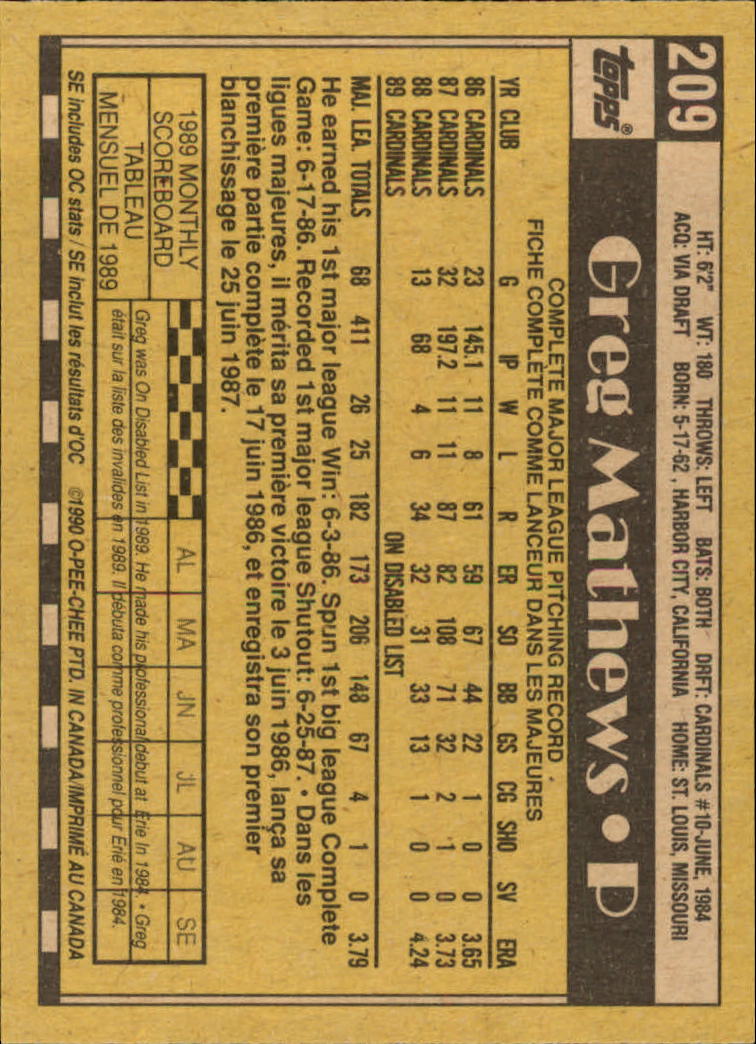 209
HT: 6'2" WT: 180 THROWS: LEFT BATS: BOTH DRFT: CARDINALS #10-JUNE, 1984
ACQ: VIA DRAFT BORN: 5-17-62, HARBOR CITY, CALIFORNIA HOME: ST. LOUIS, MISSOURI
topps® Greg Mathews • P
COMPLETE MAJOR LEAGUE PITCHING RECORD
FICHE COMPLÈTE COMME LANCEUR DANS LES MAJEURES
YR CLUB G IP W L R ER SO BB GS CG SHO SV ERA
86 CARDINALS 23 145.1 11 8 61 59 67 44 22 1 0 0 3.65
87 CARDINALS 32 197.2 11 11 87 82 108 71 32 2 1 0 3.73
88 CARDINALS 13 68 4 6 34 32 31 33 13 1 0 0 4.24
89 CARDINALS ON DISABLED LIST
MAJ. LEA. TOTALS 68 411 26 25 182 173 206 148 67 4 1 0 3.79
He earned his 1st major league Win: 6-3-86. Spun 1st big league Complete
Game: 6-17-86. Recorded 1st major league Shutout: 6-25-87. • Dans les
ligues majeures, il mérita sa première victoire le 3 juin 1986, lança sa
première partie complète le 17 juin 1986, et enregistra son premier
blanchissage le 25 juin 1987.
1989 MONTHLY
SCOREBOARD
TABLEAU
MENSUEL DE 1989
AL MA JN JL AU SE
Greg was On Disabled List in 1989. He made his professional debut at Erie In 1984. • Greg
était sur la liste des invalides en 1989. Il débuta comme professionnel pour Erié en 1984.
SE includes OC stats / SE inclut les résultats d'OC ©1990 O-PEE-CHEE PTD. IN CANADA/IMPRIMÉ AU CANADA